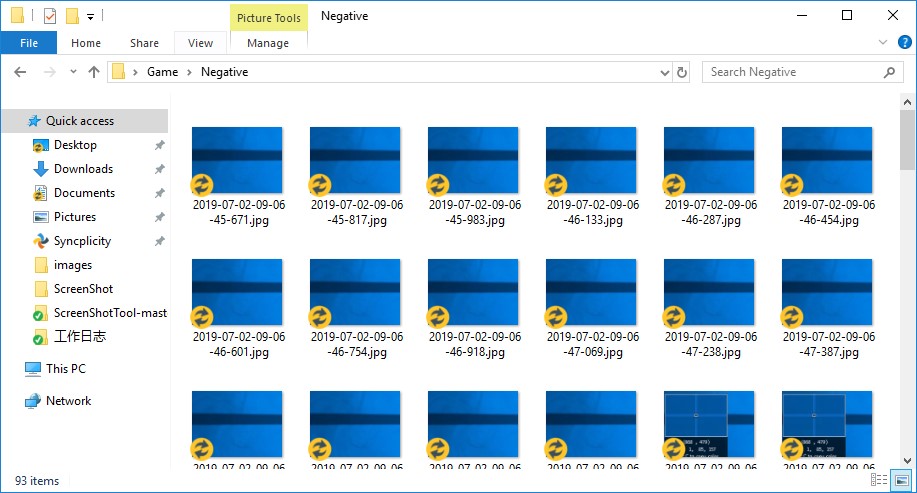 Picture Tools
Negative
File
Home
Share
View
Manage
Game
Negative
Search Negative
Quick access
Desktop
Downloads
Documents
Pictures
Syncplicity
images
ScreenShot
ScreenShotTool-mast
工作日志
This PC
Network
2019-07-02-09-06
-45-671.jpg
2019-07-02-09-06
-45-817.jpg
2019-07-02-09-06
-45-983.jpg
2019-07-02-09-06
-46-133.jpg
2019-07-02-09-06
-46-287.jpg
2019-07-02-09-06
-46-454.jpg
2019-07-02-09-06
-46-601.jpg
2019-07-02-09-06
-46-754.jpg
2019-07-02-09-06
-46-918.jpg
2019-07-02-09-06
-47-069.jpg
2019-07-02-09-06
-47-238.jpg
2019-07-02-09-06
-47-387.jpg
2019-07-02-09-06
2019-07-02-09-06
2019-07-02-09-06
2019-07-02-09-06
2019-07-02-09-06
2019-07-02-09-06
93 items